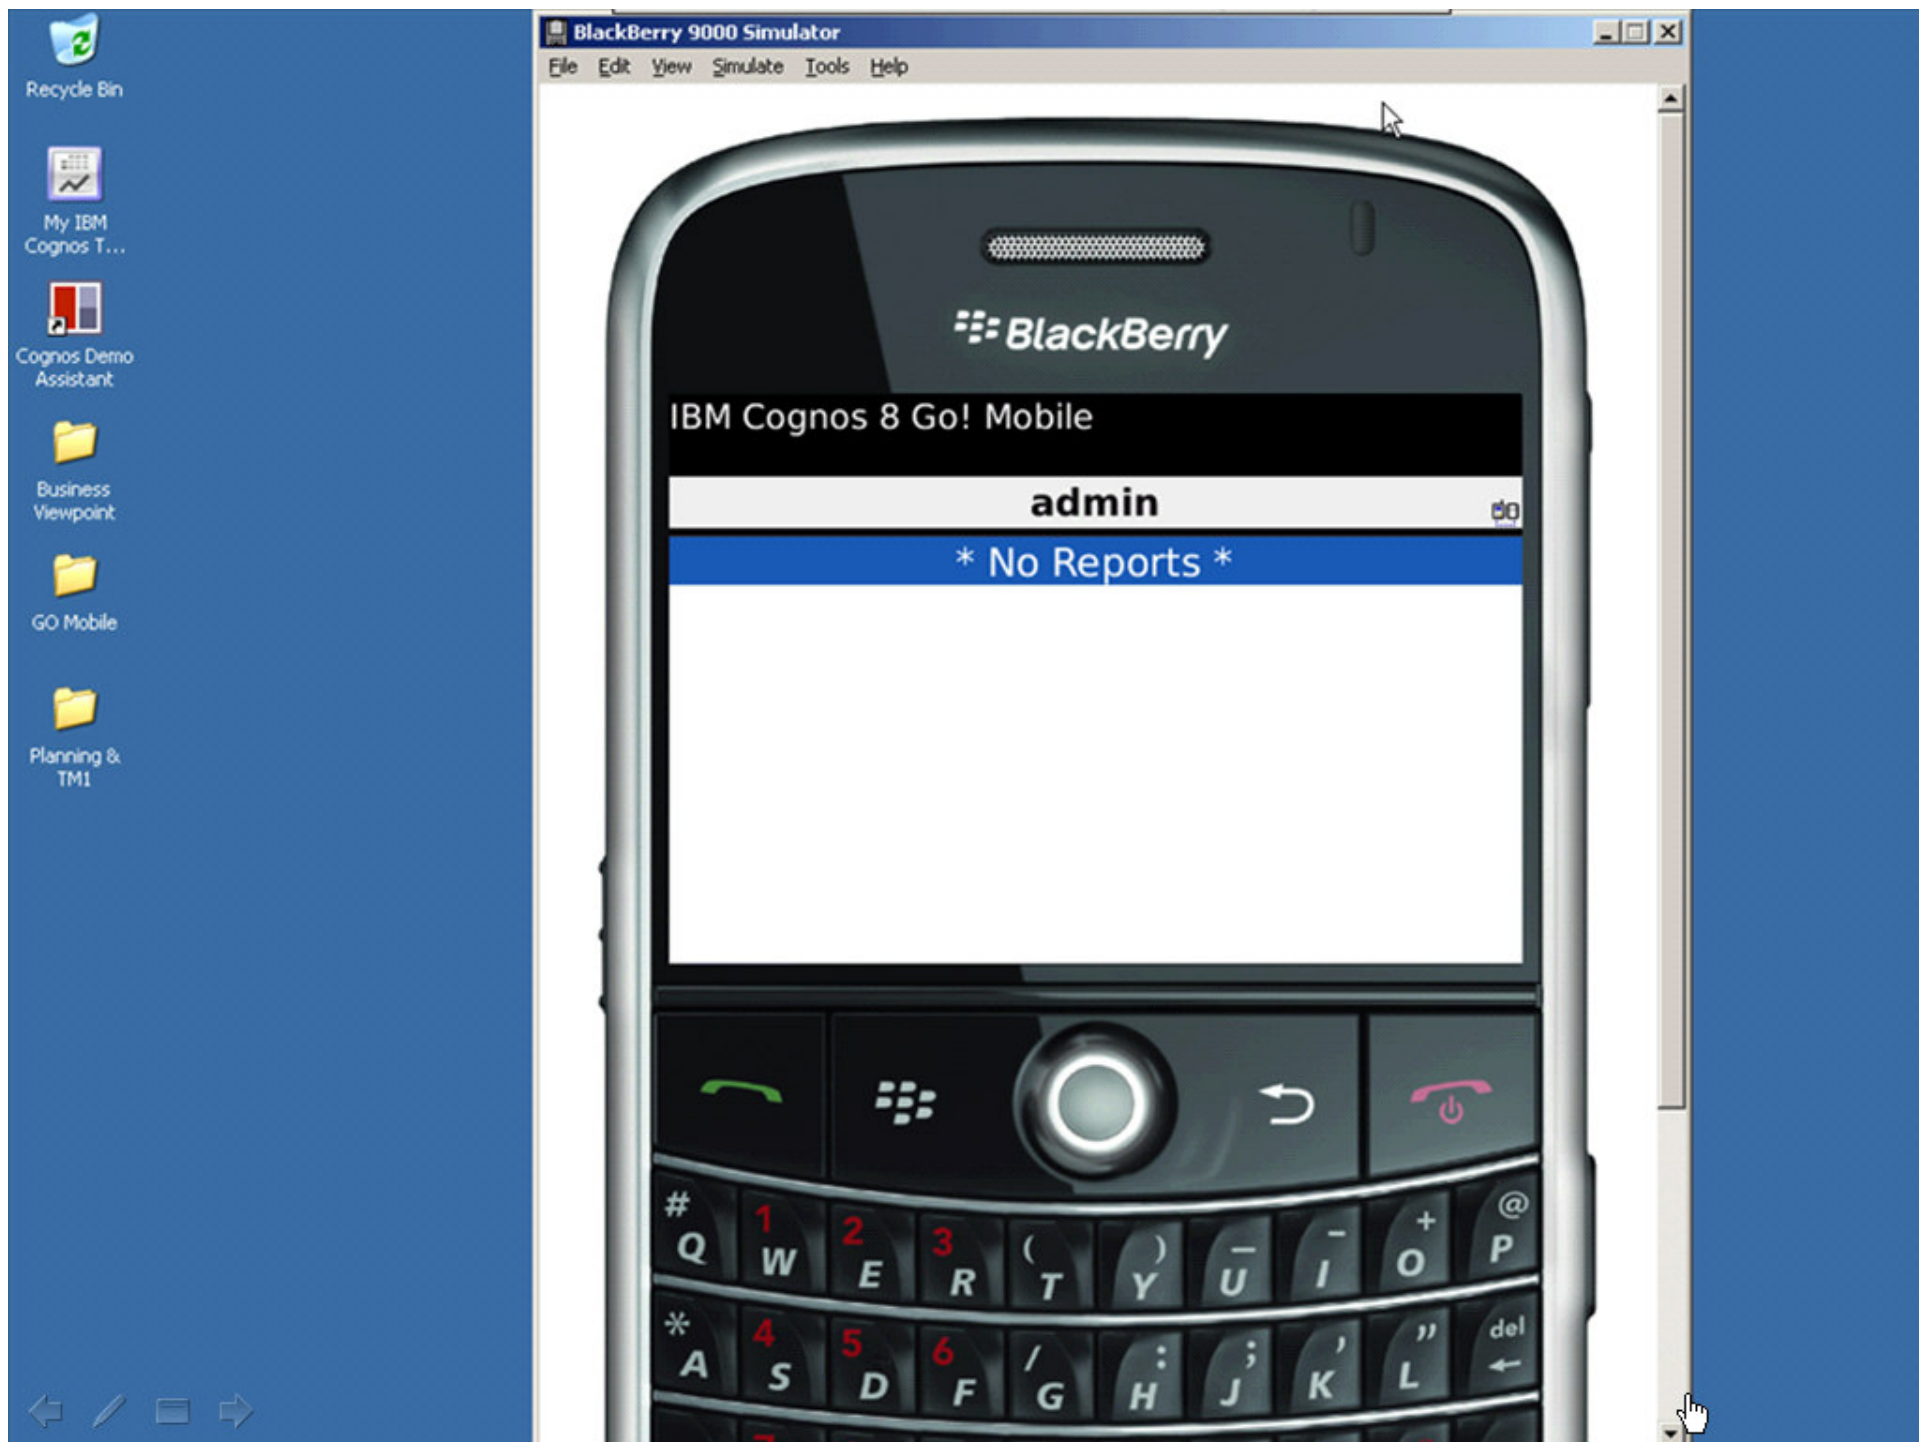 BlackBerry 9000 Simulator
File Edit View Simulate Tools Help
Recycle Bin
My IBM
Cognos T...
Cognos Demo
Assistant
Business
Viewpoint
GO Mobile
Planning &
TM1
BlackBerry
IBM Cognos 8 Go! Mobile
admin
* No Reports *
# 1 2 3 ( ) _ - + @
Q W E R T Y U I O P
* 4 5 6 / : ; ' " del
A S D F G H J K L